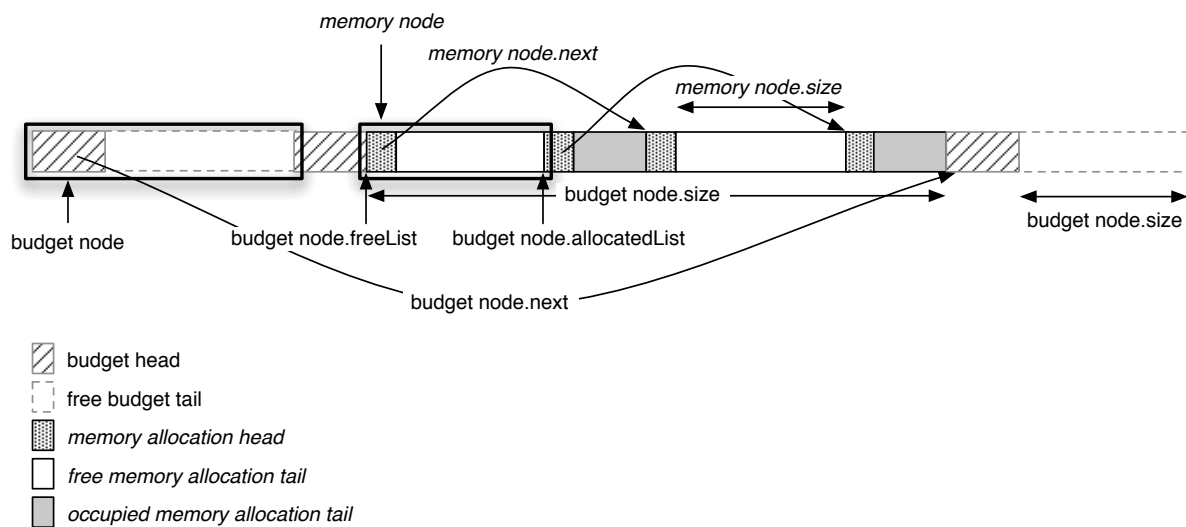 memory node
memory node.next
memory node.size
budget node.size
budget node
budget node.freeList
budget node.allocatedList
budget node.size
budget node.next
budget head
free budget tail
memory allocation head
free memory allocation tail
occupied memory allocation tail